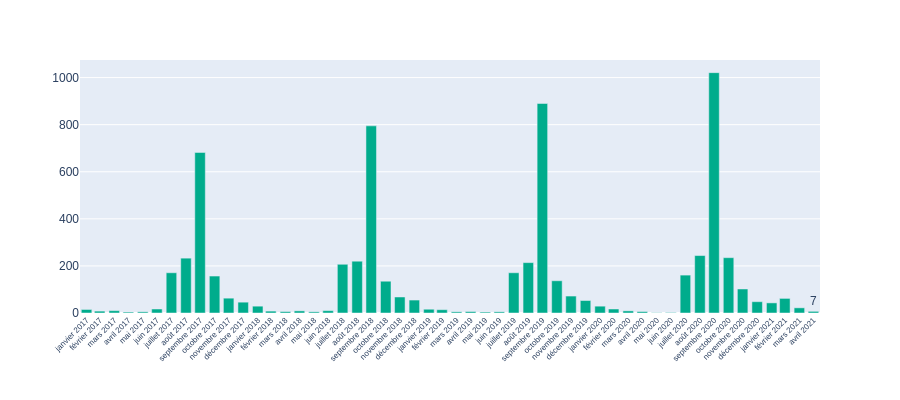 1000
800
600
400
200
0
7
janvier 2017
février 2017
mars 2017
avril 2017
mai 2017
juin 2017
juillet 2017
août 2017
septembre 2017
octobre 2017
novembre 2017
décembre 2017
janvier 2018
février 2018
mars 2018
avril 2018
mai 2018
juin 2018
juillet 2018
août 2018
septembre 2018
octobre 2018
novembre 2018
décembre 2018
janvier 2019
février 2019
mars 2019
avril 2019
mai 2019
juin 2019
juillet 2019
août 2019
septembre 2019
octobre 2019
novembre 2019
décembre 2019
janvier 2020
février 2020
mars 2020
avril 2020
mai 2020
juin 2020
juillet 2020
août 2020
septembre 2020
octobre 2020
novembre 2020
décembre 2020
janvier 2021
février 2021
mars 2021
avril 2021